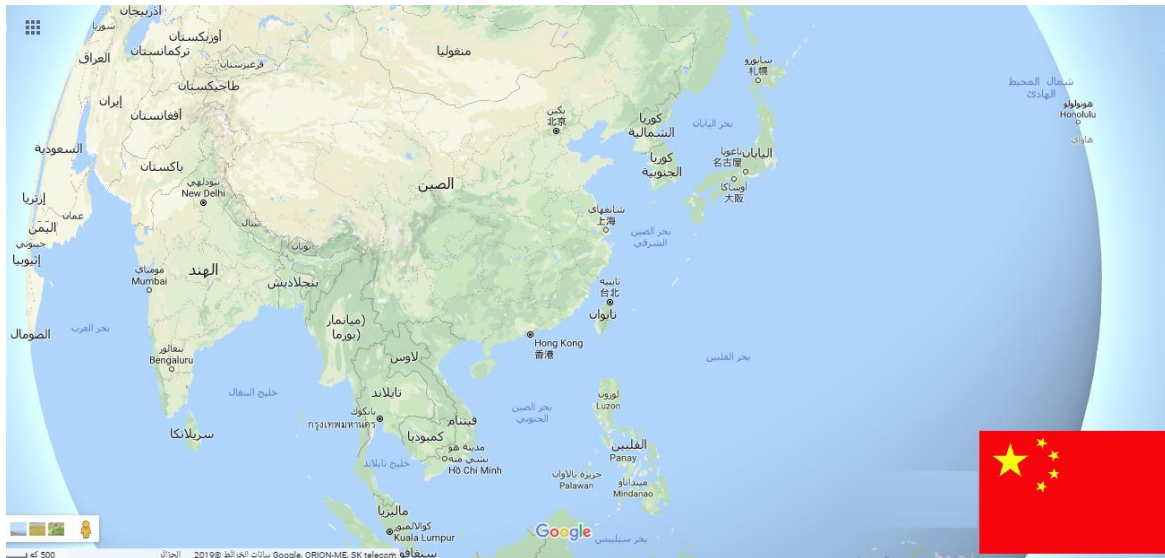 أذربيجان
سوريا
أوزبكستان
تركمانستان
العراق
قرغيزستان
منغوليا
طاجيكستان
إيران
أفغانستان
السعودية
باكستان
إرتريا
عمان
اليمن
جيبوتي
إثيوبيا
الصومال
بحر العرب
نيودلهي
New Delhi
نيبال
بوتان
الهند
بنجلاديش
مومباي
Mumbai
بنغالور
Bengaluru
سريلانكا
خليج البنغال
الصين
بكين
北京
كوريا
الشمالية
كوريا
الجنوبية
بحر اليابان
سابورو
札幌
اليابان
ناغويا
名古屋
أوساكا
大阪
شانغهاي
上海
بحر الصين
الشرقي
تايبيه
台北
تايوان
Hong Kong
香港
ميانمار)
(بورما
لاوس
تايلاند
بانكوك
กรุงเทพมหานคร
فيتنام
كمبوديا
مدينة هو
تشي منه
Hồ Chí Minh
خليج تايلاند
بحر الصين
الجنوبي
بحر الفلبين
لوزون
Luzon
الفلبين
Panay
جزيرة بالاوان
Palawan
مينداناو
Mindanao
ماليزيا
كوالالمبور
Kuala Lumpur
سنغافو
بحر سيليبيس
شمال المحيط
الهادئ
هونولولو
Honolulu
هاواي
Google
500 كم
الجزائر
بيانات الخرائط ©2019 Google, ORION-ME, SK telecom